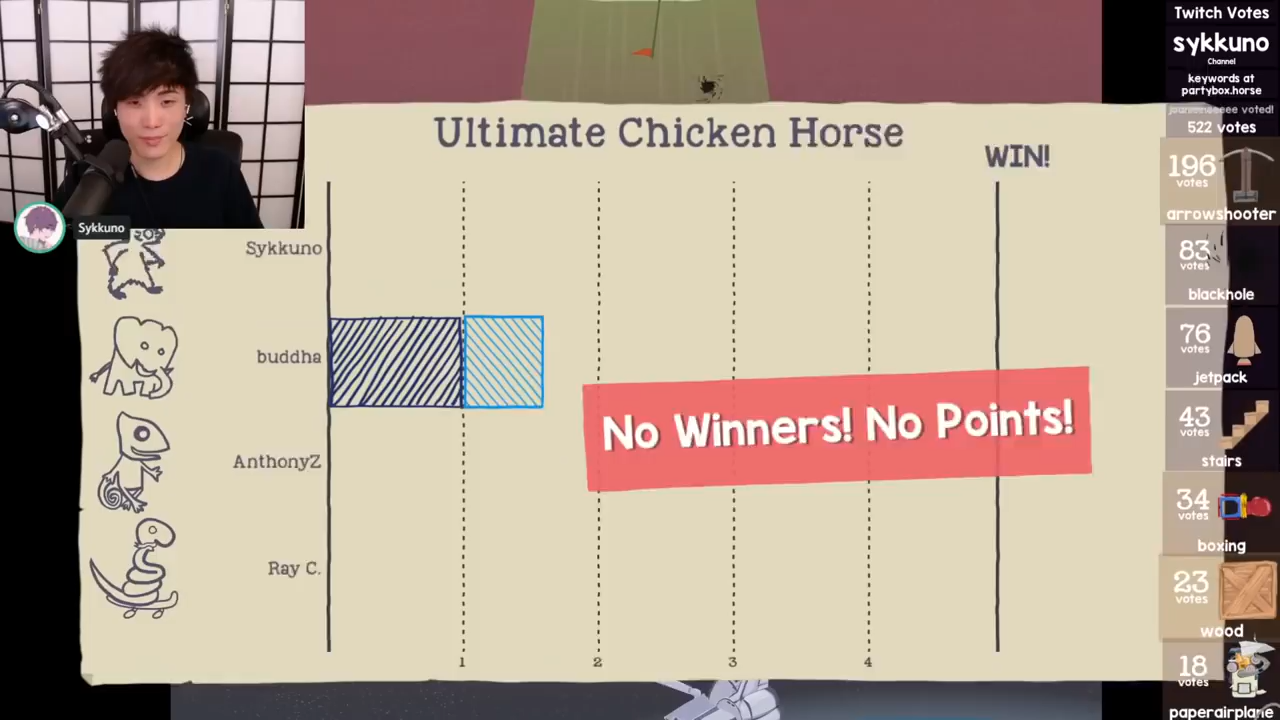 Twitch Votes
sykkuno
Channel
keywords at
partybox.horse
voted!
522 votes
196
votes
arrowshooter
83
votes
blackhole
76
votes
jetpack
43
votes
stairs
34
votes
boxing
23
votes
wood
18
votes
paperairplane
Sykkuno
Ultimate Chicken Horse
WIN!
Sykkuno
buddha
AnthonyZ
Ray C.
No Winners! No Points!
1
2
3
4